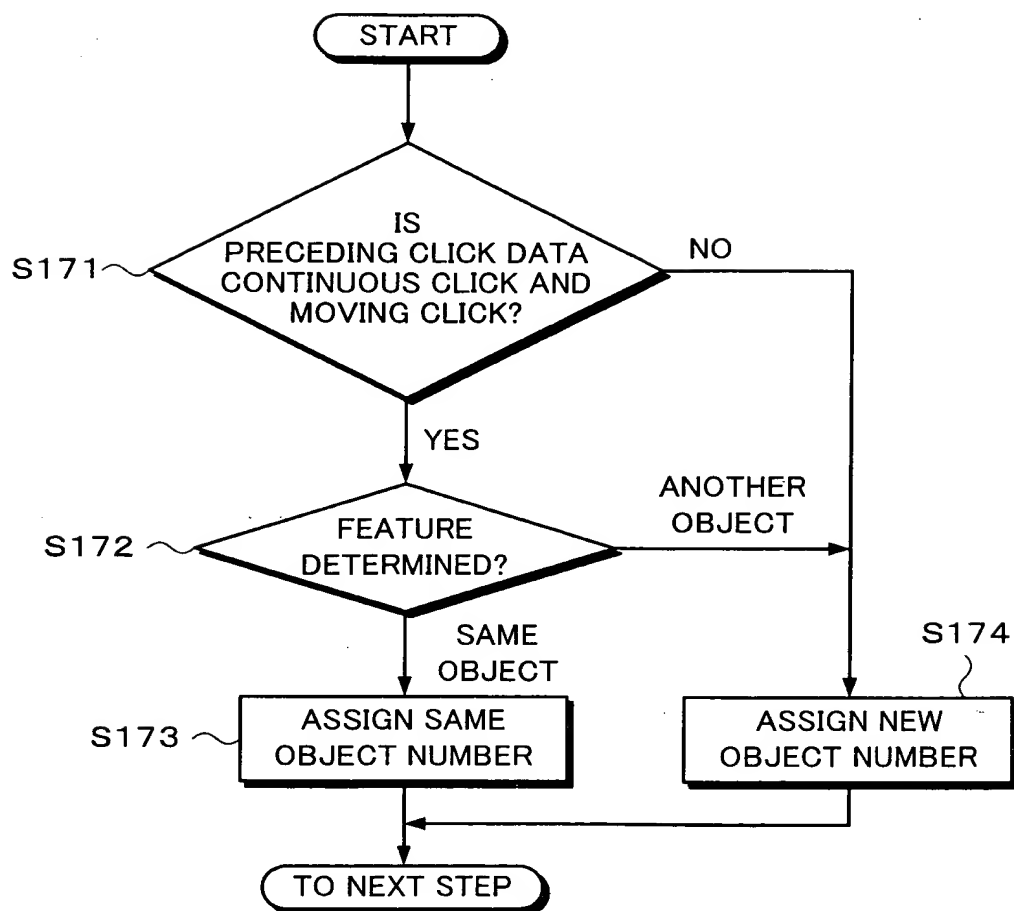 START
IS
PRECEDING CLICK DATA
CONTINUOUS CLICK AND
MOVING CLICK?
S171
NO
YES
FEATURE
DETERMINED?
S172
ANOTHER
OBJECT
SAME
OBJECT
S173
ASSIGN SAME
OBJECT NUMBER
S174
ASSIGN NEW
OBJECT NUMBER
TO NEXT STEP